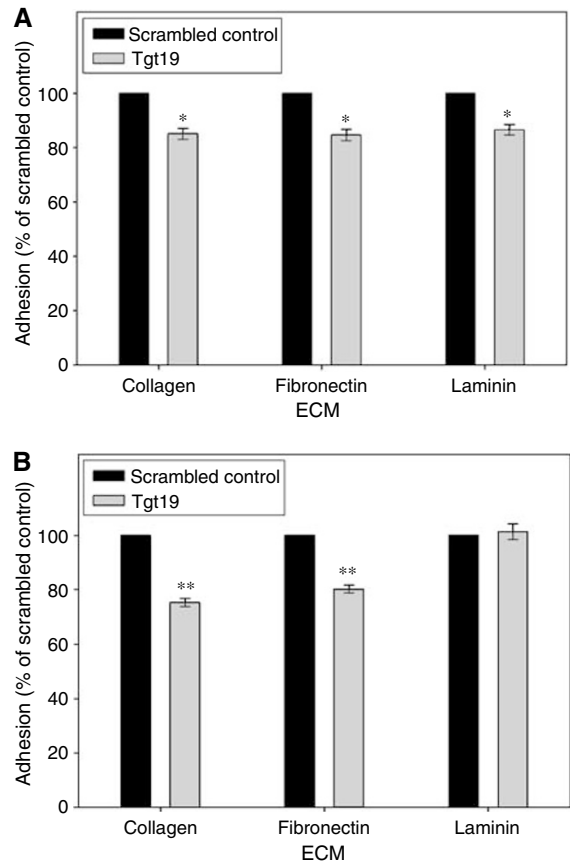 A
Scrambled control
Tgt19
Adhesion (% of scrambled control)
100
80
60
40
20
0
*
*
*
Collagen
Fibronectin
Laminin
ECM
B
Scrambled control
Tgt19
Adhesion (% of scrambled control)
100
80
60
40
20
0
**
**
Collagen
Fibronectin
Laminin
ECM